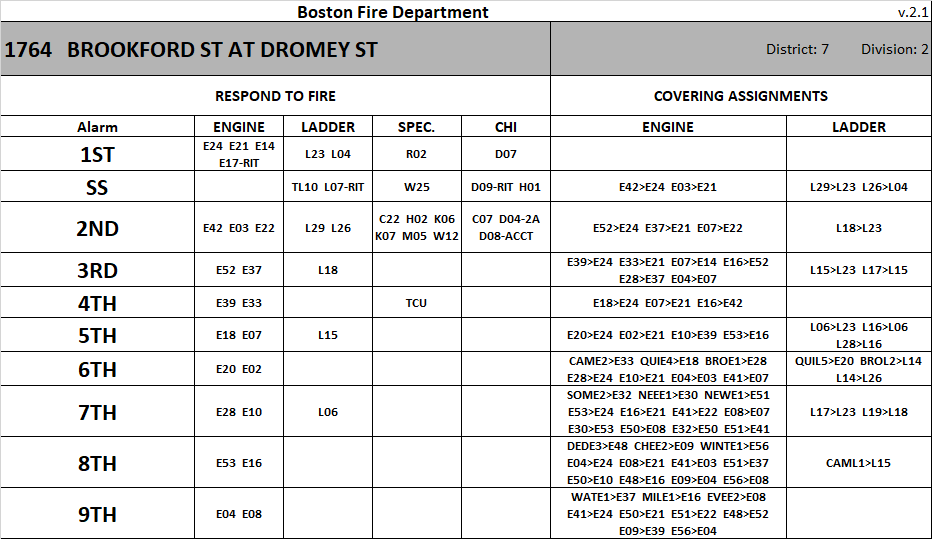 Boston Fire Department v.2.1
1764 BROOKFORD ST AT DROMEY ST District: 7 Division: 2
RESPOND TO FIRE COVERING ASSIGNMENTS
Alarm ENGINE LADDER SPEC. CHI ENGINE LADDER
1ST E24 E21 E14 L23 L04 R02 D07
E17-RIT
SS TL10 L07-RIT W25 D09-RIT H01 E42>E24 E03>E21 L29>L23 L26>L04
2ND E42 E03 E22 L29 L26 C22 H02 K06 C07 D04-2A E52>E24 E37>E21 E07>E22 L18>L23
K07 M05 W12 D08-ACCT
3RD E52 E37 L18 E39>E24 E33>E21 E07>E14 E16>E52 L15>L23 L17>L15
E28>E37 E04>E07
4TH E39 E33 TCU E18>E24 E07>E21 E16>E42
5TH E18 E07 L15 E20>E24 E02>E21 E10>E39 E53>E16 L06>L23 L16>L06
L28>L16
6TH E20 E02 CAME2>E33 QUIE4>E18 BROE1>E28 QUIL5>E20 BROL2>L14
E28>E24 E10>E21 E04>E03 E41>E07 L14>L26
7TH E28 E10 L06 SOME2>E32 NEEE1>E30 NEWE1>E51 L17>L23 L19>L18
E53>E24 E16>E21 E41>E22 E08>E07
E30>E53 E50>E08 E32>E50 E51>E41
8TH E53 E16 DEDE3>E48 CHEE2>E09 WINTE1>E56 CAML1>L15
E04>E24 E08>E21 E41>E03 E51>E37
E50>E10 E48>E16 E09>E04 E56>E08
9TH E04 E08 WATE1>E37 MILE1>E16 EVEE2>E08
E41>E24 E50>E21 E51>E22 E48>E52
E09>E39 E56>E04